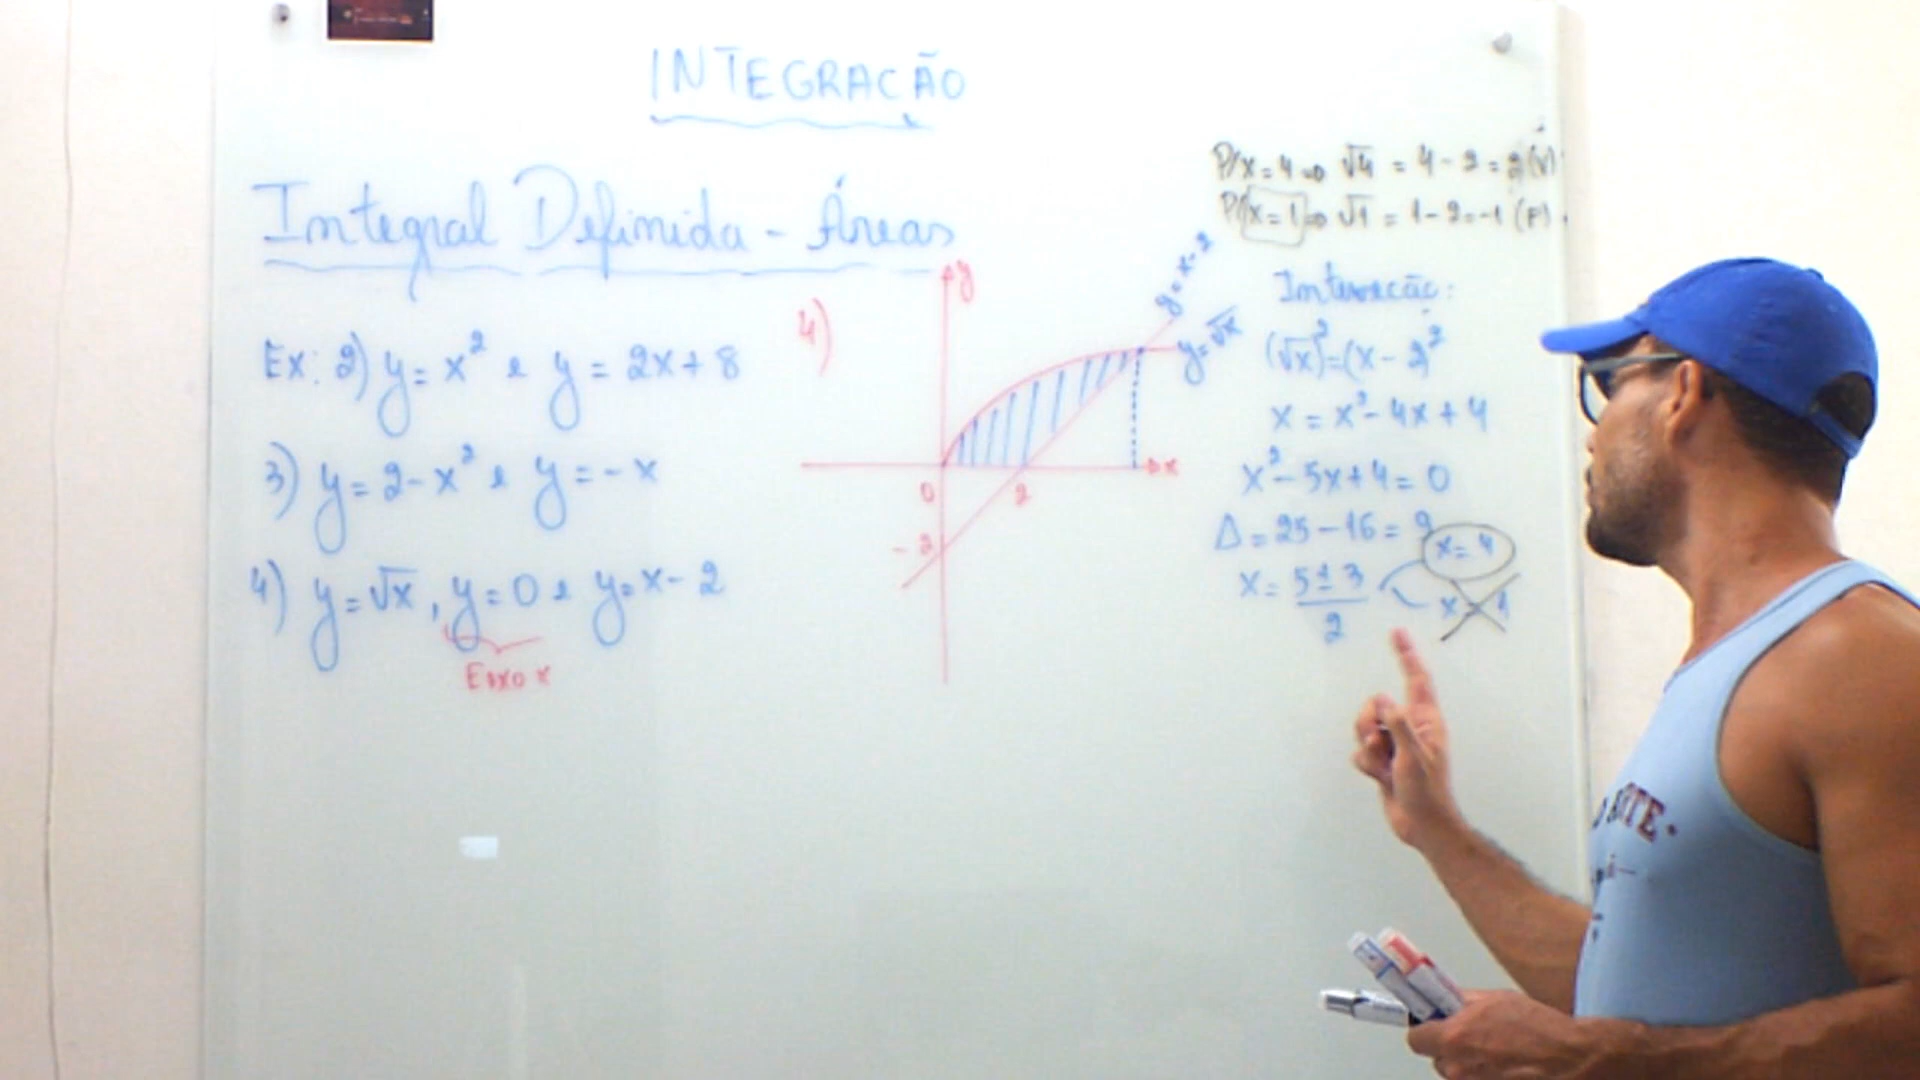 INTEGRAÇÃO
Integral Definida - Áreas
Ex: 2) y = x² e y = 2x + 8
3) y = 2 - x² e y = -x
4) y = √x, y = 0 e y = x - 2
Eixo x
4)
y
y = x - 2
y = √x
0
2
x
-2
P/ x = 4 ⇒ √4 = 4 - 2 = 2 (V)
P/ x = 1 ⇒ √1 = 1 - 2 = -1 (F)
Interseção:
(√x)² = (x - 2)²
x = x² - 4x + 4
x² - 5x + 4 = 0
Δ = 25 - 16 = 9
x = 5 ± 3 / 2
x = 4
x = 1